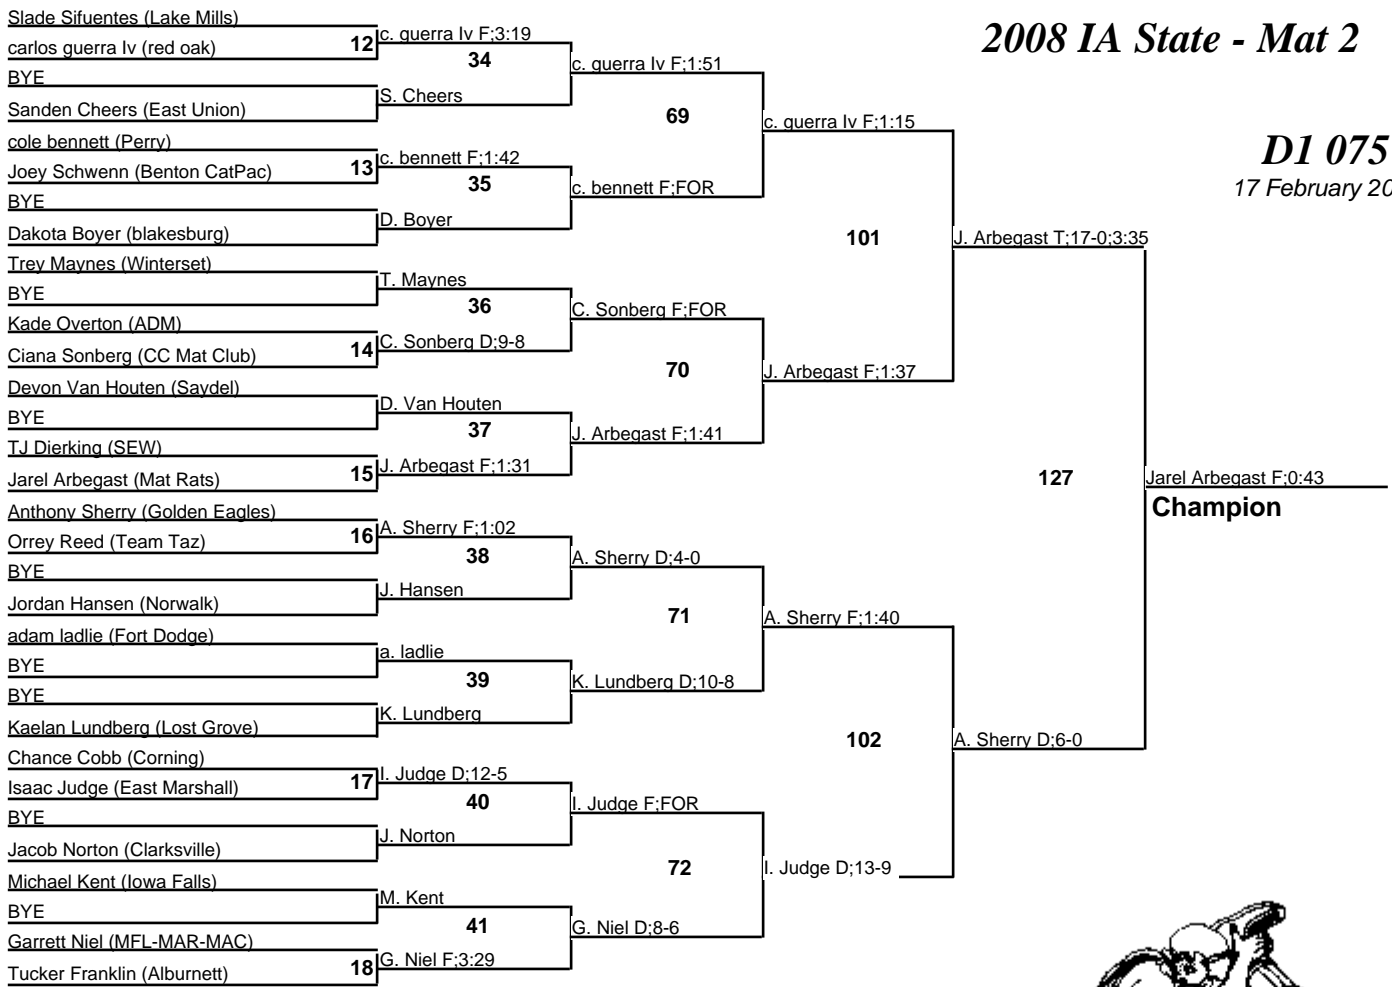 2008 IA State - Mat 2
D1 075
17 February 20
Slade Sifuentes (Lake Mills)
carlos guerra Iv (red oak)
BYE
Sanden Cheers (East Union)
cole bennett (Perry)
Joey Schwenn (Benton CatPac)
BYE
Dakota Boyer (blakesburg)
Trey Maynes (Winterset)
BYE
Kade Overton (ADM)
Ciana Sonberg (CC Mat Club)
Devon Van Houten (Saydel)
BYE
TJ Dierking (SEW)
Jarel Arbegast (Mat Rats)
Anthony Sherry (Golden Eagles)
Orrey Reed (Team Taz)
BYE
Jordan Hansen (Norwalk)
adam ladlie (Fort Dodge)
BYE
BYE
Kaelan Lundberg (Lost Grove)
Chance Cobb (Corning)
Isaac Judge (East Marshall)
BYE
Jacob Norton (Clarksville)
Michael Kent (Iowa Falls)
BYE
Garrett Niel (MFL-MAR-MAC)
Tucker Franklin (Alburnett)
12
13
14
15
16
17
18
c. guerra Iv F;3:19
34
S. Cheers
c. bennett F;1:42
35
D. Boyer
T. Maynes
36
C. Sonberg D;9-8
D. Van Houten
37
J. Arbegast F;1:31
A. Sherry F;1:02
38
J. Hansen
a. ladlie
39
K. Lundberg
I. Judge D;12-5
40
J. Norton
M. Kent
41
G. Niel F;3:29
c. guerra Iv F;1:51
69
c. bennett F;FOR
C. Sonberg F;FOR
70
J. Arbegast F;1:41
A. Sherry D;4-0
71
K. Lundberg D;10-8
I. Judge F;FOR
72
G. Niel D;8-6
c. guerra Iv F;1:15
101
J. Arbegast F;1:37
A. Sherry F;1:40
102
I. Judge D;13-9
J. Arbegast T;17-0;3:35
127
A. Sherry D;6-0
Jarel Arbegast F;0:43
Champion